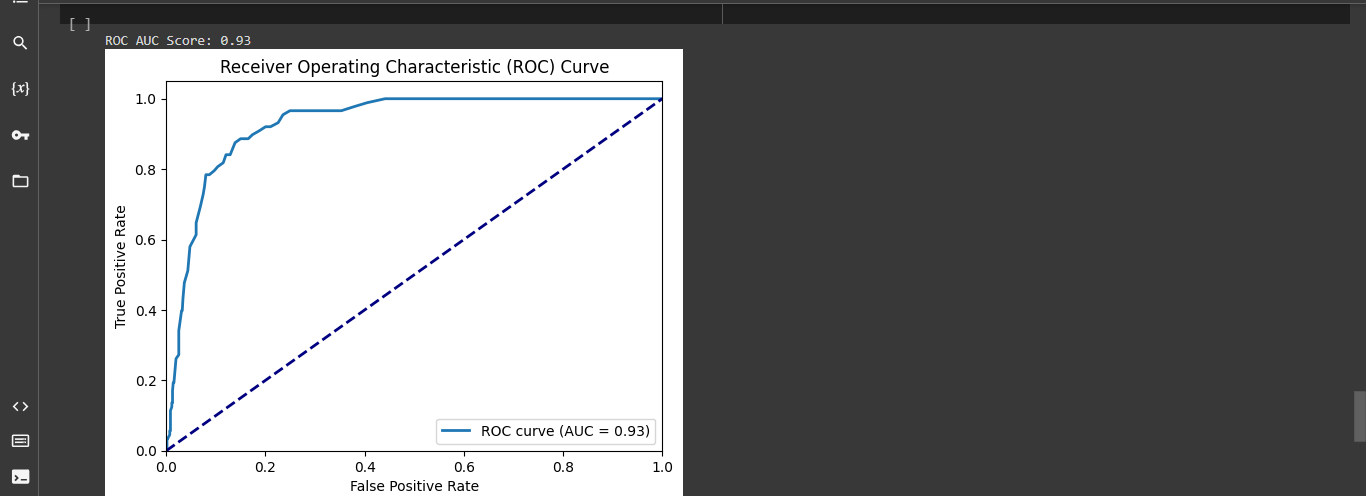 [ ]
ROC AUC Score: 0.93
Receiver Operating Characteristic (ROC) Curve
1.0
0.8
0.6
0.4
0.2
0.0
True Positive Rate
ROC curve (AUC = 0.93)
0.0 0.2 0.4 0.6 0.8 1.0
False Positive Rate
{x}